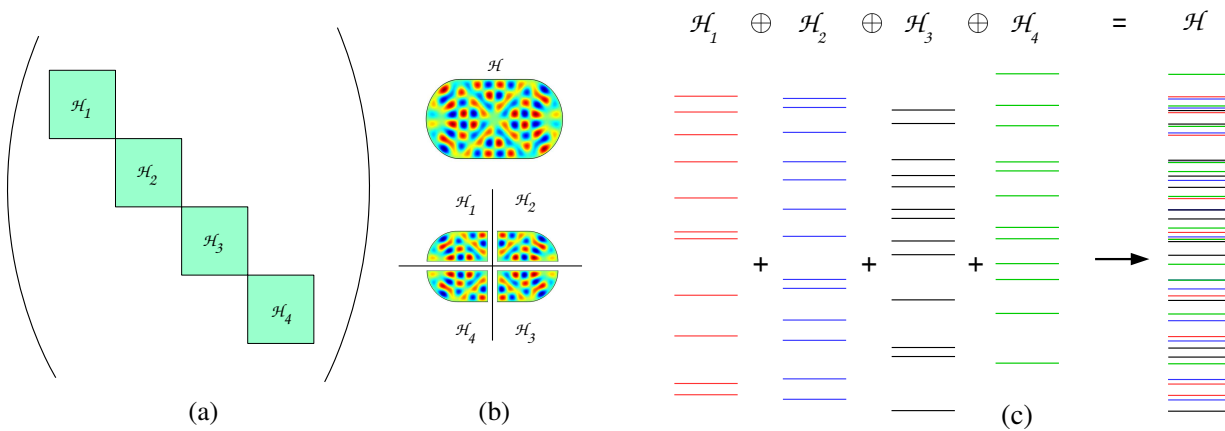 ℋ₁
ℋ₂
ℋ₃
ℋ₄
(a)
ℋ
ℋ₁ ℋ₂
ℋ₄ ℋ₃
(b)
ℋ₁ ⊕ ℋ₂ ⊕ ℋ₃ ⊕ ℋ₄ = ℋ
+ + +
(c)